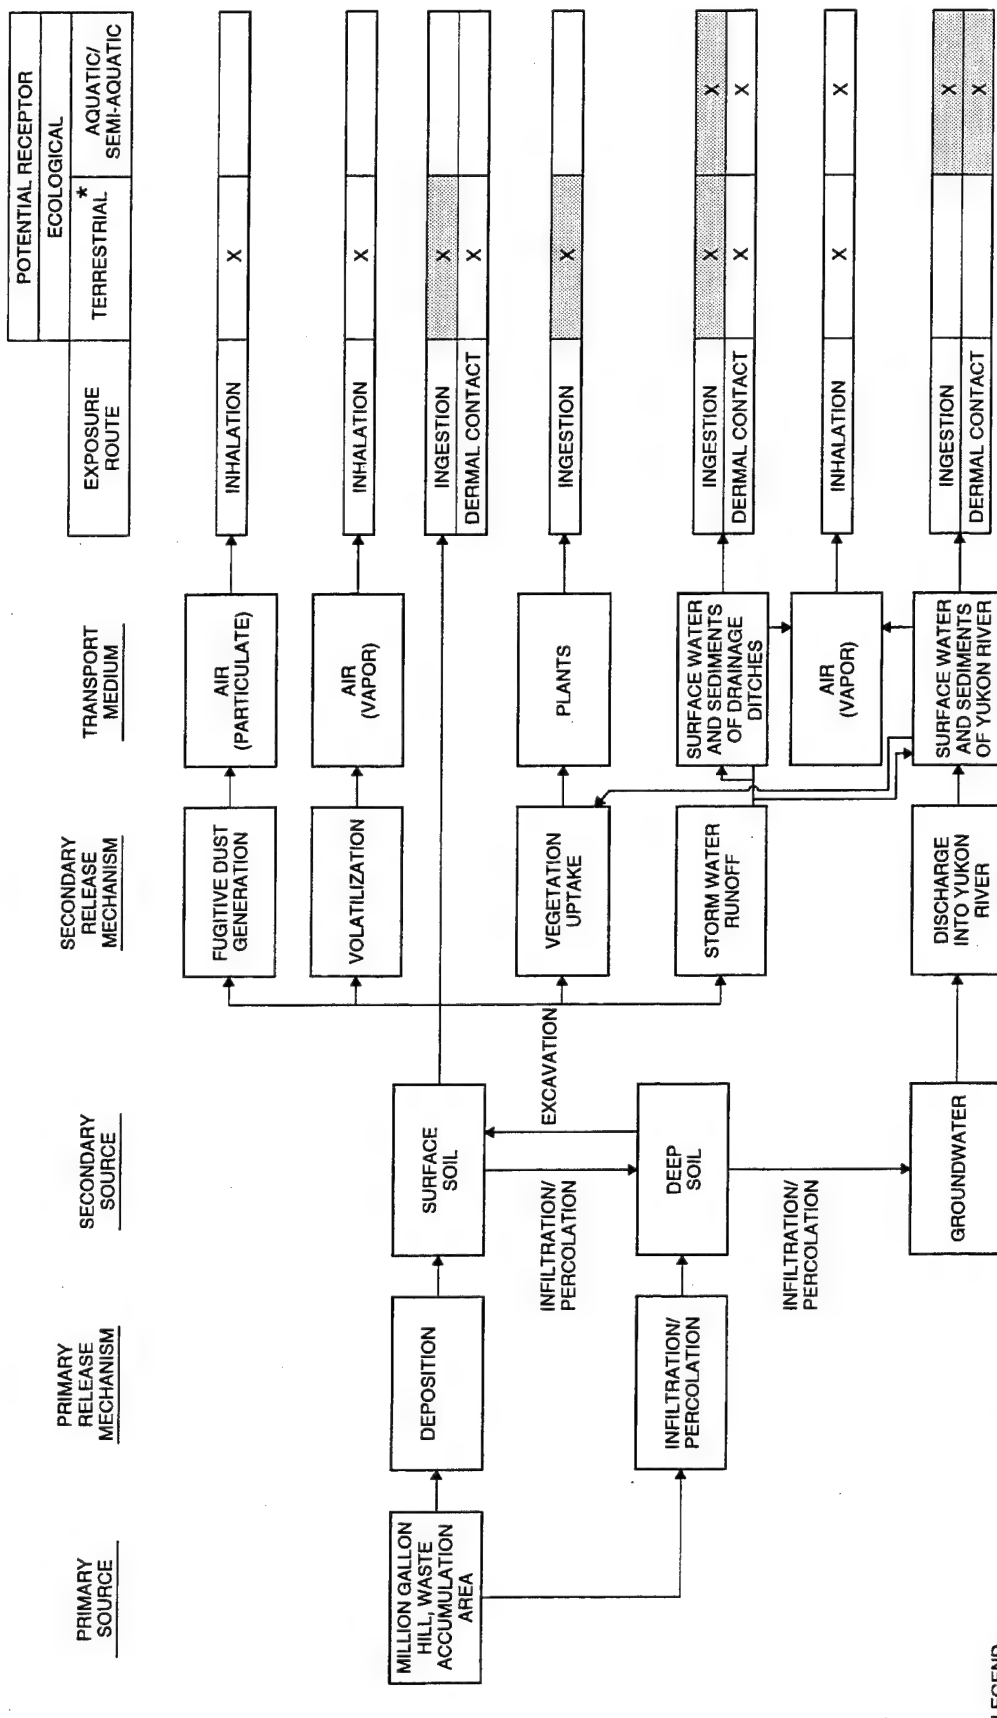 POTENTIAL RECEPTOR
ECOLOGICAL
EXPOSURE
ROUTE
TERRESTRIAL *
AQUATIC/
SEMI-AQUATIC
PRIMARY
SOURCE
PRIMARY
RELEASE
MECHANISM
SECONDARY
SOURCE
SECONDARY
RELEASE
MECHANISM
TRANSPORT
MEDIUM
FUGITIVE DUST
GENERATION
AIR
(PARTICULATE)
INHALATION X
VOLATILIZATION
AIR
(VAPOR)
INHALATION X
MILLION GALLON
HILL, WASTE
ACCUMULATION
AREA
DEPOSITION
SURFACE
SOIL
INGESTION X
DERMAL CONTACT X
INFILTRATION/
PERCOLATION
EXCAVATION
VEGETATION
UPTAKE
PLANTS
INGESTION X
INFILTRATION/
PERCOLATION
DEEP
SOIL
STORM WATER
RUNOFF
SURFACE WATER
AND SEDIMENTS
OF DRAINAGE
DITCHES
INGESTION X X
DERMAL CONTACT X X
INFILTRATION/
PERCOLATION
AIR
(VAPOR)
INHALATION X X
GROUNDWATER
DISCHARGE
INTO YUKON
RIVER
SURFACE WATER
AND SEDIMENTS
OF YUKON RIVER
INGESTION X
DERMAL CONTACT X
LEGEND